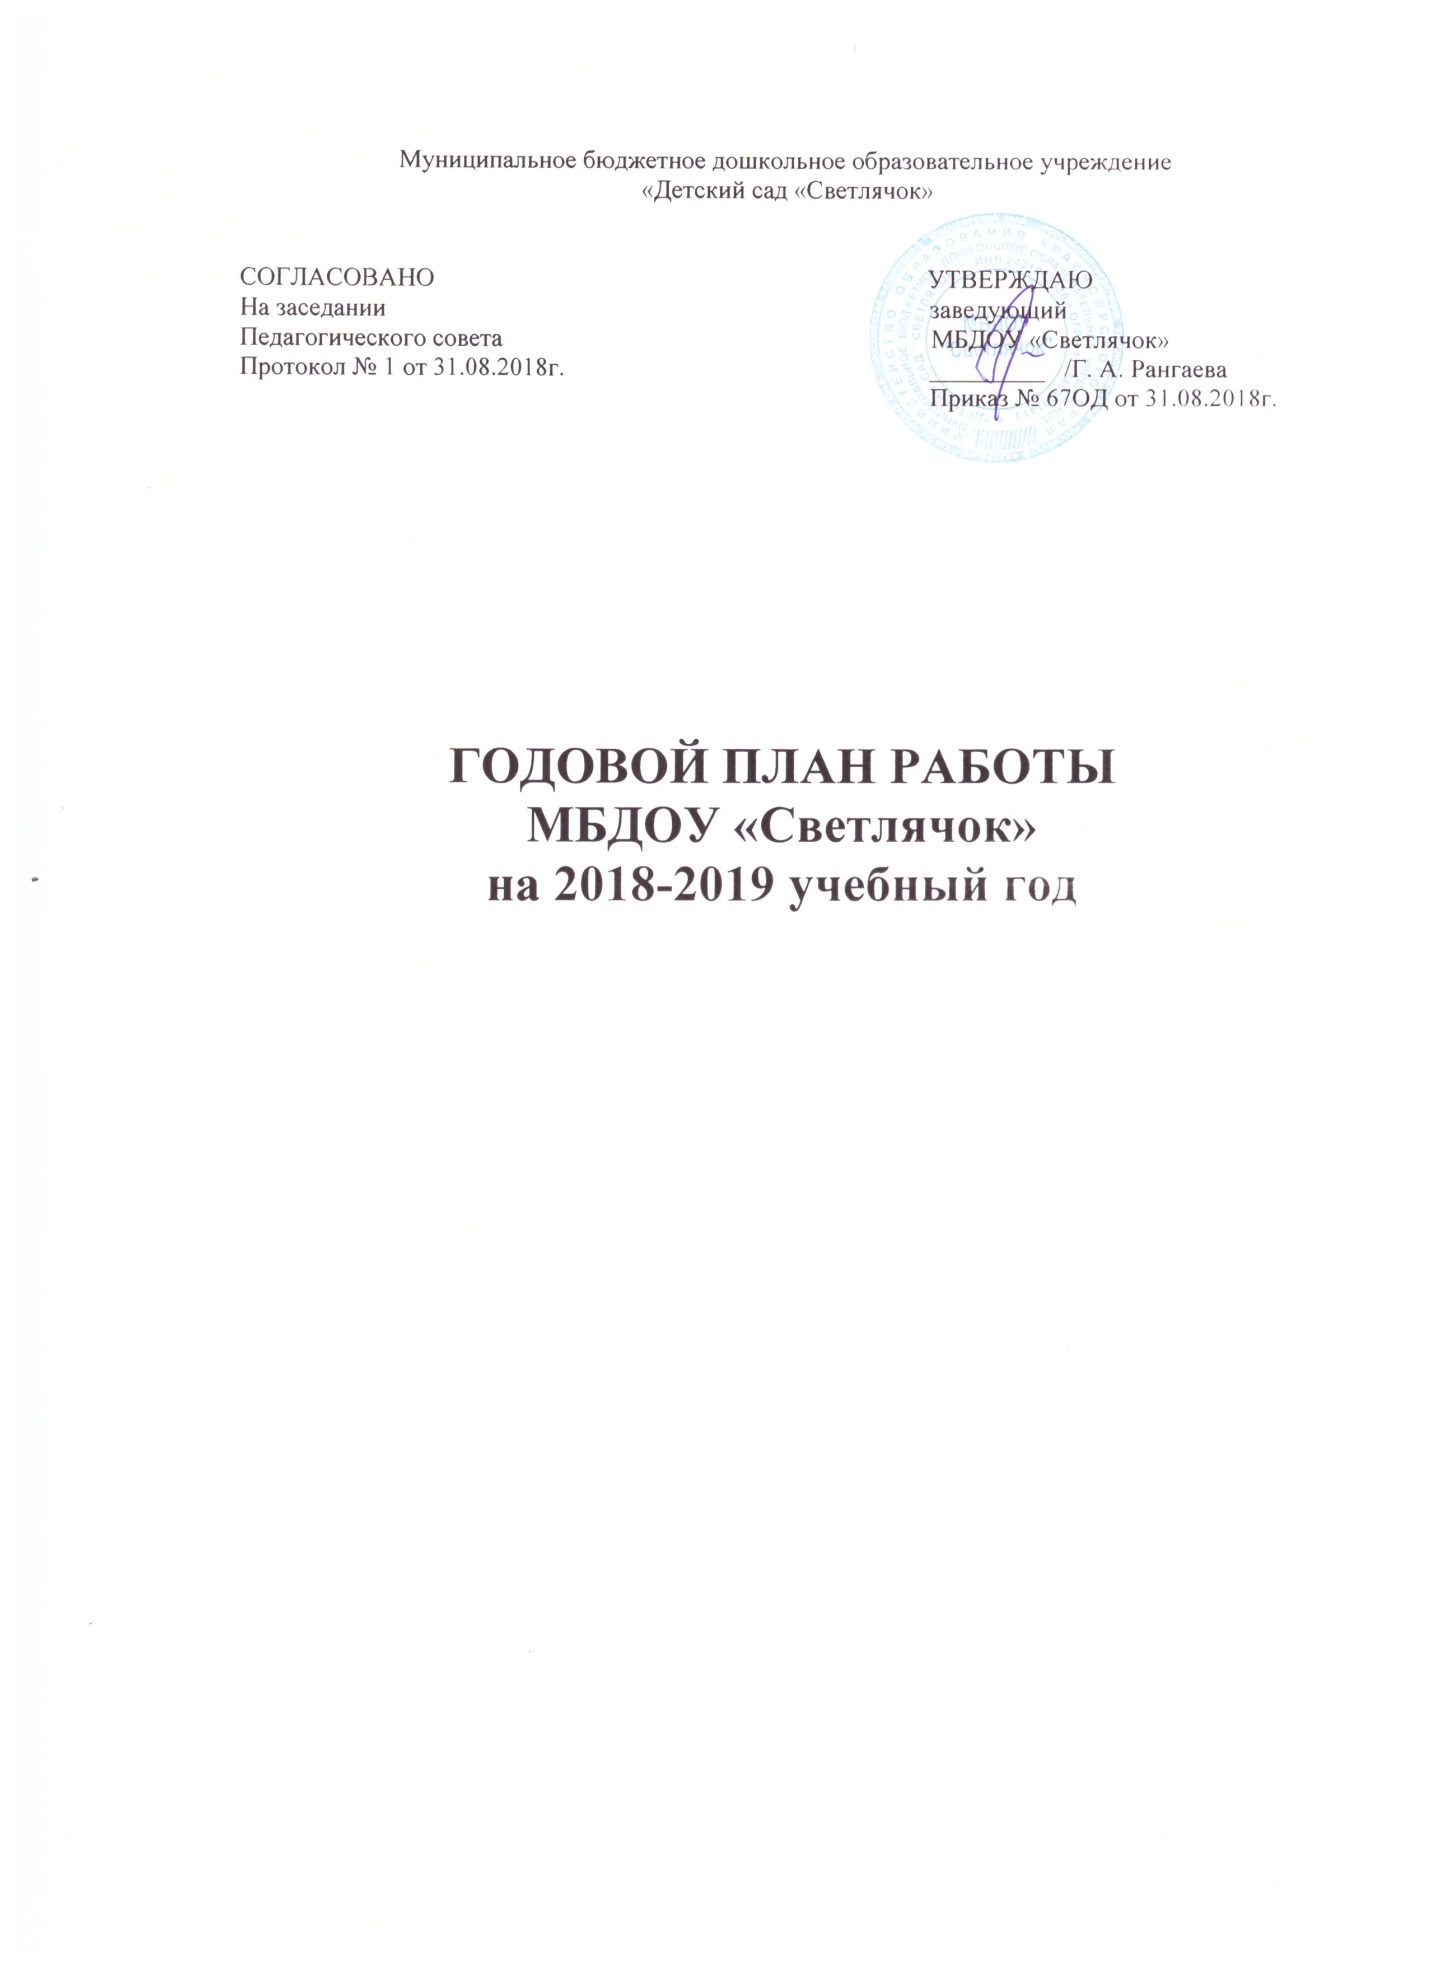 Муниципальное бюджетное дошкольное образовательное учреждение
«Детский сад «Светлячок»
СОГЛАСОВАНО
На заседании
Педагогического совета
Протокол № 1 от 31.08.2018г.
УТВЕРЖДАЮ
заведующий
МБДОУ «Светлячок»
_________ /Г. А. Рангаева
Приказ № 67ОД от 31.08.2018г.
ГОДОВОЙ ПЛАН РАБОТЫ
МБДОУ «Светлячок»
на 2018-2019 учебный год